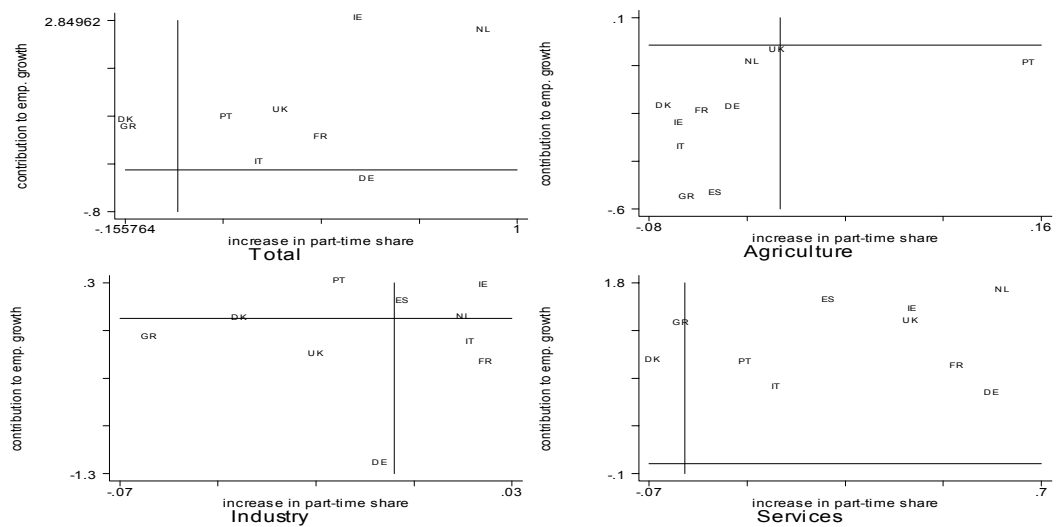 contribution to emp. growth
2.84962
-.8
IE
NL
DK
GR
PT
UK
FR
IT
DE
-.155764
1
increase in part-time share
Total
contribution to emp. growth
.1
-.6
UK
NL
PT
DK
FR
DE
IE
IT
GR
ES
-.08
.16
increase in part-time share
Agriculture
contribution to emp. growth
.3
-1.3
PT
IE
ES
DK
NL
GR
IT
UK
FR
DE
-.07
.03
increase in part-time share
Industry
contribution to emp. growth
1.8
-.1
NL
ES
IE
GR
UK
DK
PT
FR
IT
DE
-.07
.7
increase in part-time share
Services